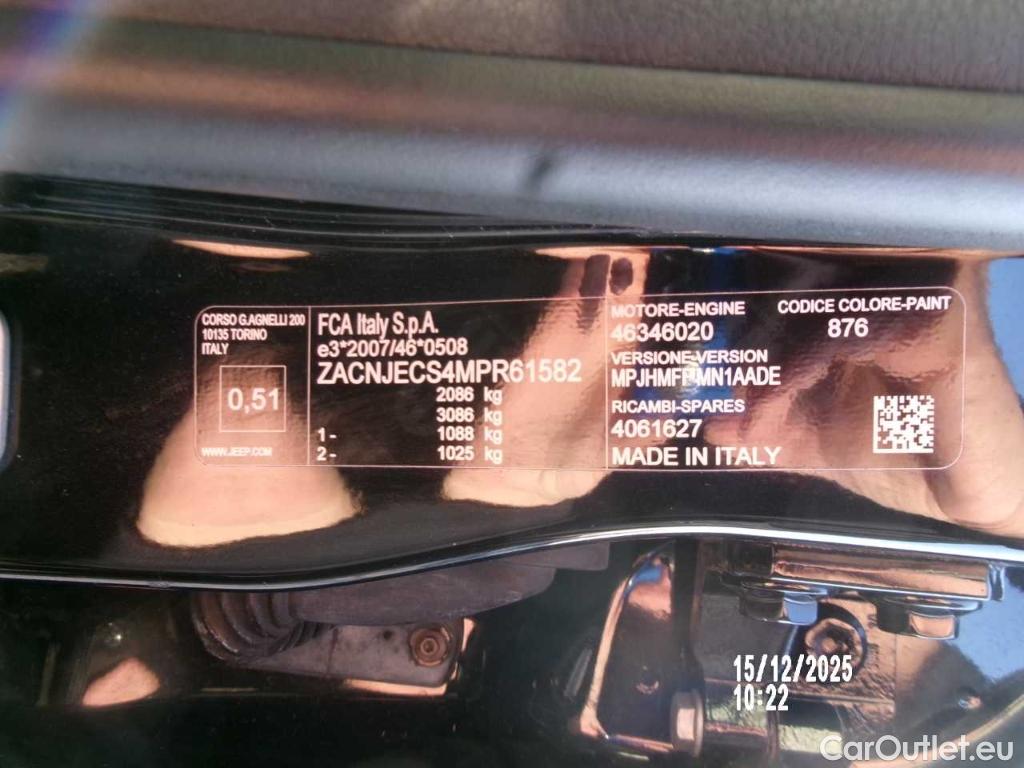 CORSO G.AGNELLI 200
10135 TORINO
ITALY
0,51
WWW.JEEP.COM
FCA Italy S.p.A.
e3*2007/46*0508
ZACNJECS4MPR61582
2086 kg
3086 kg
1- 1088 kg
2- 1025 kg
MOTORE-ENGINE
46346020
VERSIONE-VERSION
RICAMBI-SPARES
4061627
MADE IN ITALY
CODICE COLORE-PAINT
876
15/12/2025
10:22
CarOutlet.eu